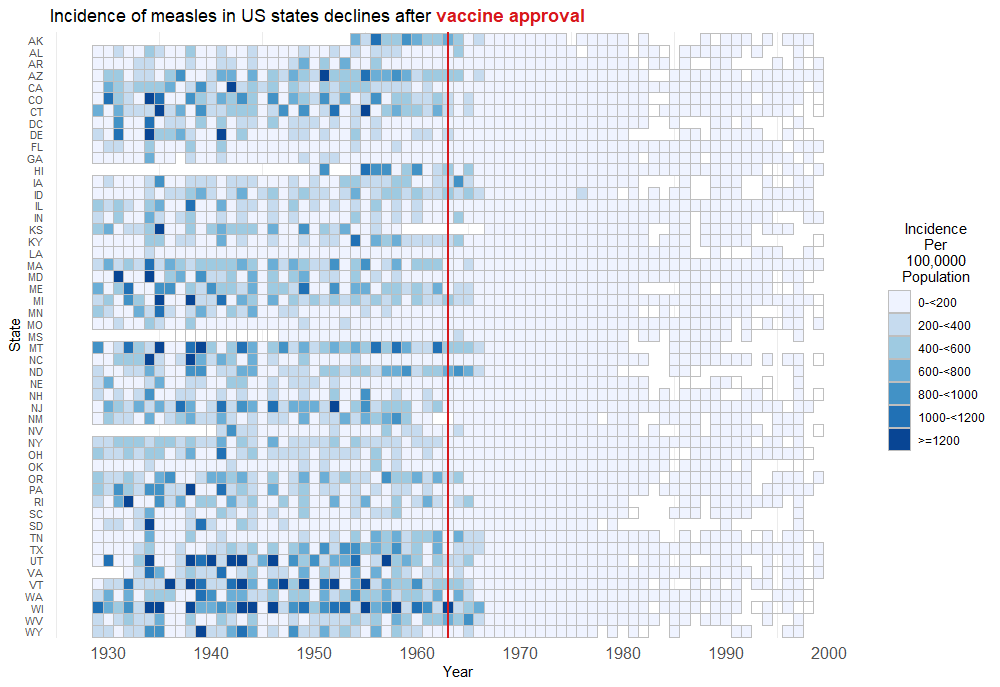 Incidence of measles in US states declines after vaccine approval
AK
AL
AR
AZ
CA
CO
CT
DC
DE
FL
GA
HI
IA
ID
IL
IN
KS
KY
LA
MA
MD
ME
MI
MN
MO
MS
MT
NC
ND
NE
NH
NJ
NM
NV
NY
OH
OK
OR
PA
RI
SC
SD
TN
TX
UT
VA
VT
WA
WI
WV
WY
State
1930 1940 1950 1960 1970 1980 1990 2000
Year
Incidence
Per
100,0000
Population
0-<200
200-<400
400-<600
600-<800
800-<1000
1000-<1200
>=1200